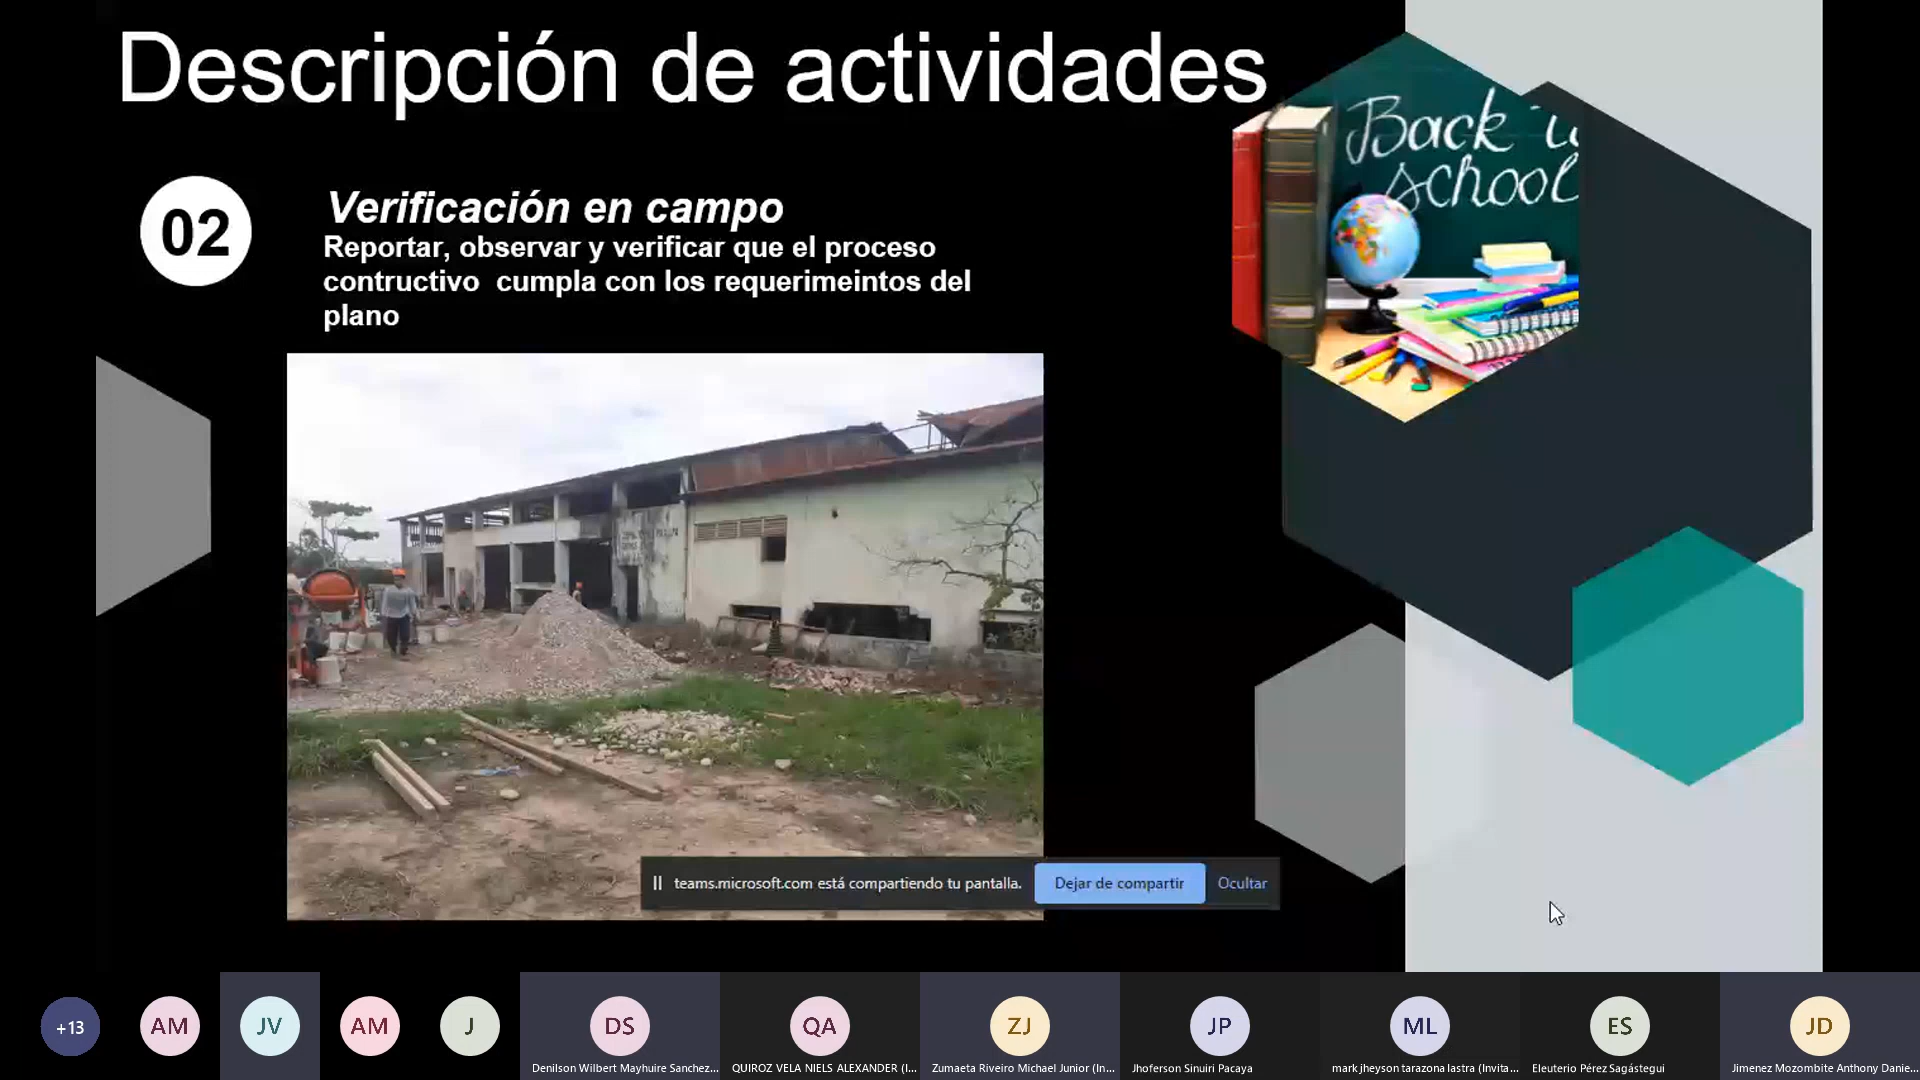 Descripción de actividades
Back to
school
02
Verificación en campo
Reportar, observar y verificar que el proceso
contructivo  cumpla con los requerimeintos del
plano
teams.microsoft.com está compartiendo tu pantalla.
Dejar de compartir
Ocultar
+13
AM
JV
AM
J
DS
QA
ZJ
JP
ML
ES
JD
Denilson Wilbert Mayhuire Sanchez...
QUIROZ VELA NIELS ALEXANDER (I...
Zumaeta Riveiro Michael Junior (In...
Jhoferson Sinuiri Pacaya
mark jheyson tarazona lastra (Invita...
Eleuterio Pérez Sagástegui
Jimenez Mozombite Anthony Danie...